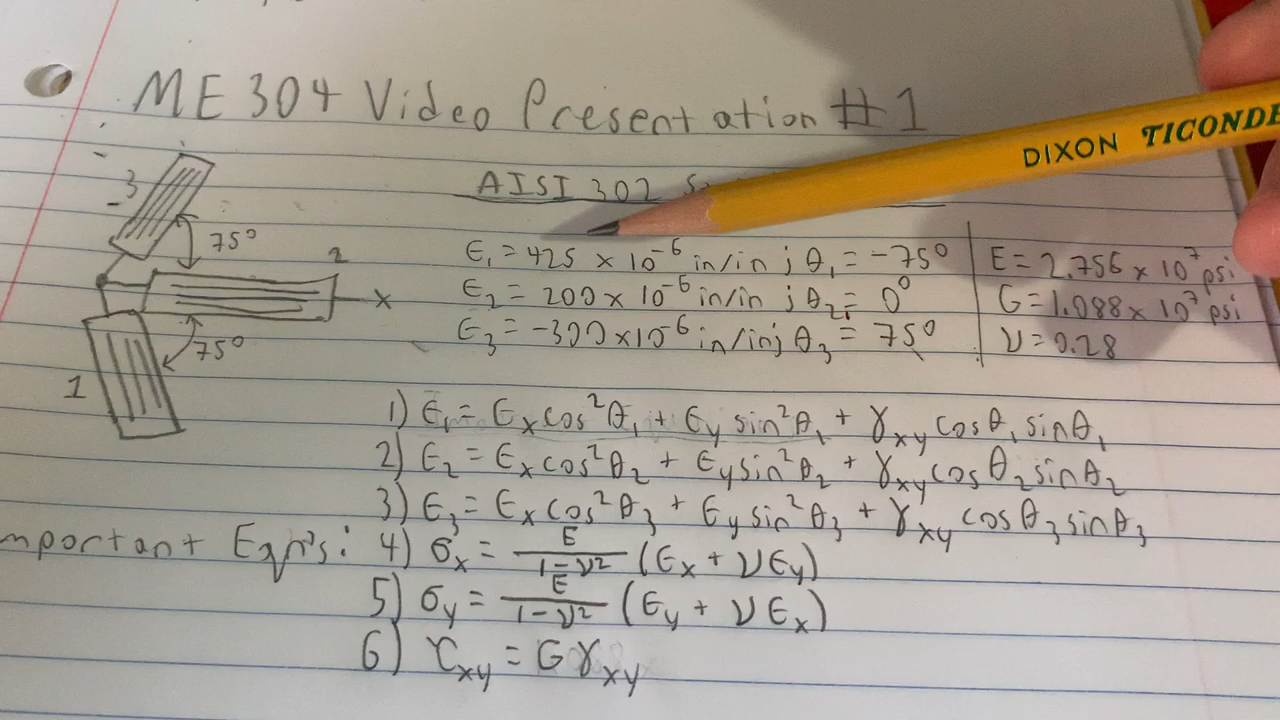 ME 304 Video Presentation #1
DIXON TICONDE
AISI 302
3
75°
2
x
75°
1
ϵ₁ = 425 × 10⁻⁶ in/in ; θ₁ = -75°
ϵ₂ = 200 × 10⁻⁶ in/in ; θ₂ = 0°
ϵ₃ = -300 × 10⁻⁶ in/in ; θ₃ = 75°
E = 2.756 × 10⁷ psi
G = 1.088 × 10⁷ psi
ν = 0.28
1) ϵ₁ = ϵₓ cos²θ₁ + ϵy sin²θ₁ + γxy cosθ₁ sinθ₁
2) ϵ₂ = ϵₓ cos²θ₂ + ϵy sin²θ₂ + γxy cosθ₂ sinθ₂
3) ϵ₃ = ϵₓ cos²θ₃ + ϵy sin²θ₃ + γxy cosθ₃ sinθ₃
mportant Eqn's: 4) σₓ = E/(1-ν²) (ϵₓ + νϵy)
5) σy = E/(1-ν²) (ϵy + νϵₓ)
6) τxy = Gγxy